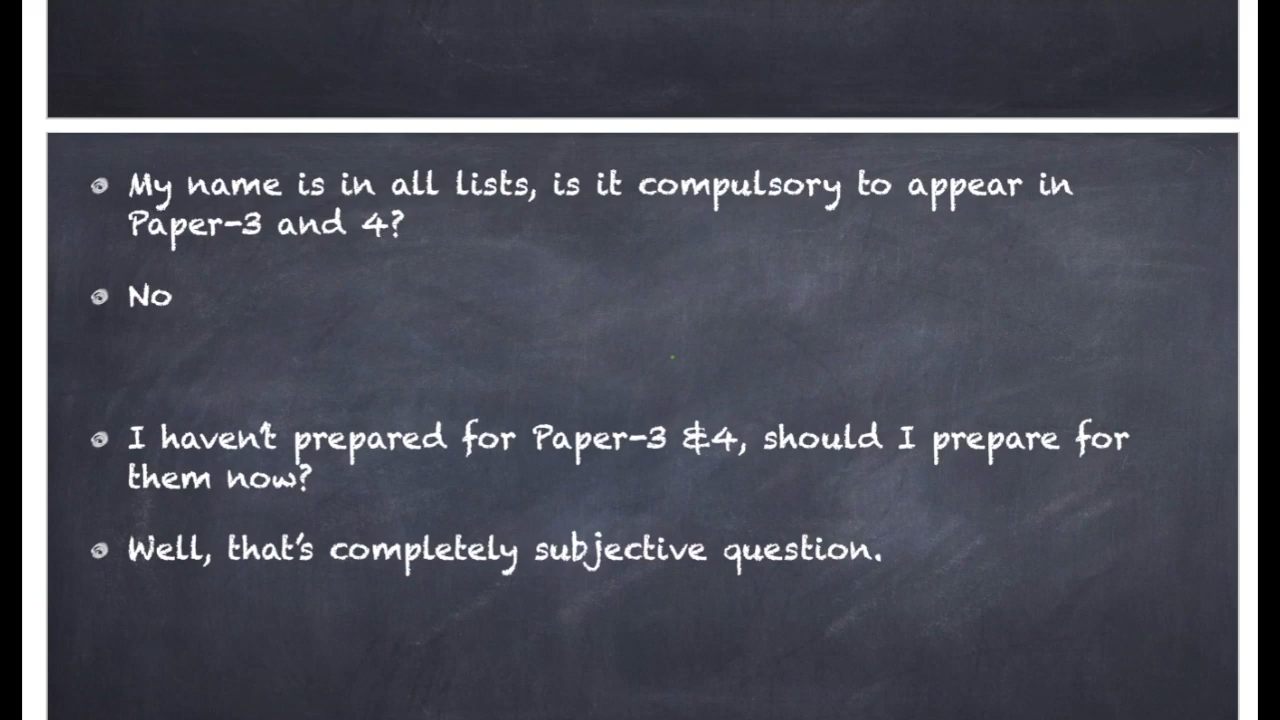 My name is in all lists, is it compulsory to appear in
Paper-3 and 4?
No
I haven't prepared for Paper-3 &4, should I prepare for
them now?
Well, that's completely subjective question.